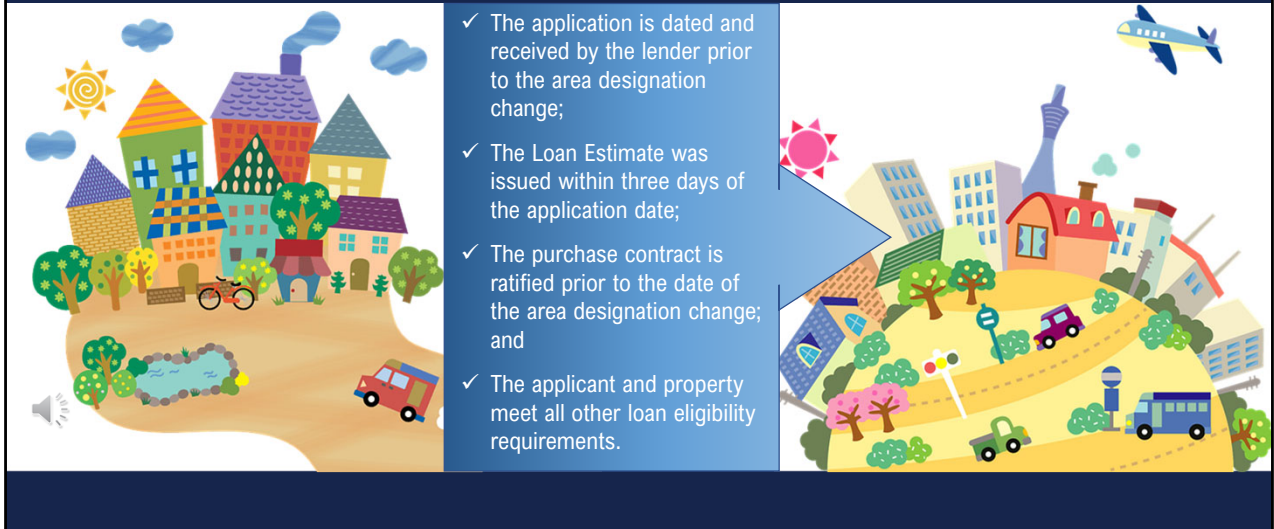 ✓ The application is dated and
received by the lender prior
to the area designation
change;
✓ The Loan Estimate was
issued within three days of
the application date;
✓ The purchase contract is
ratified prior to the date of
the area designation change;
and
✓ The applicant and property
meet all other loan eligibility
requirements.